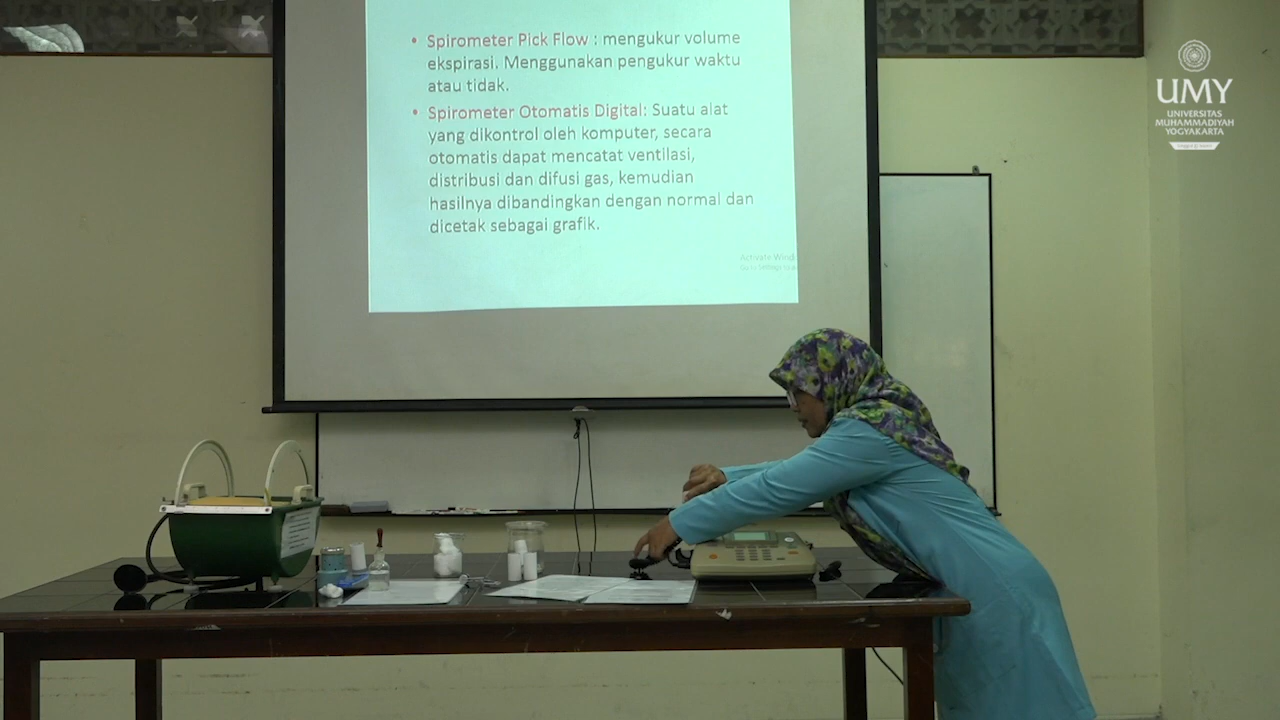 • Spirometer Pick Flow : mengukur volume
ekspirasi. Menggunakan pengukur waktu
atau tidak.
• Spirometer Otomatis Digital: Suatu alat
yang dikontrol oleh komputer, secara
otomatis dapat mencatat ventilasi,
distribusi dan difusi gas, kemudian
hasilnya dibandingkan dengan normal dan
dicetak sebagai grafik.
Activate Wind
UMY
UNIVERSITAS
MUHAMMADIYAH
YOGYAKARTA